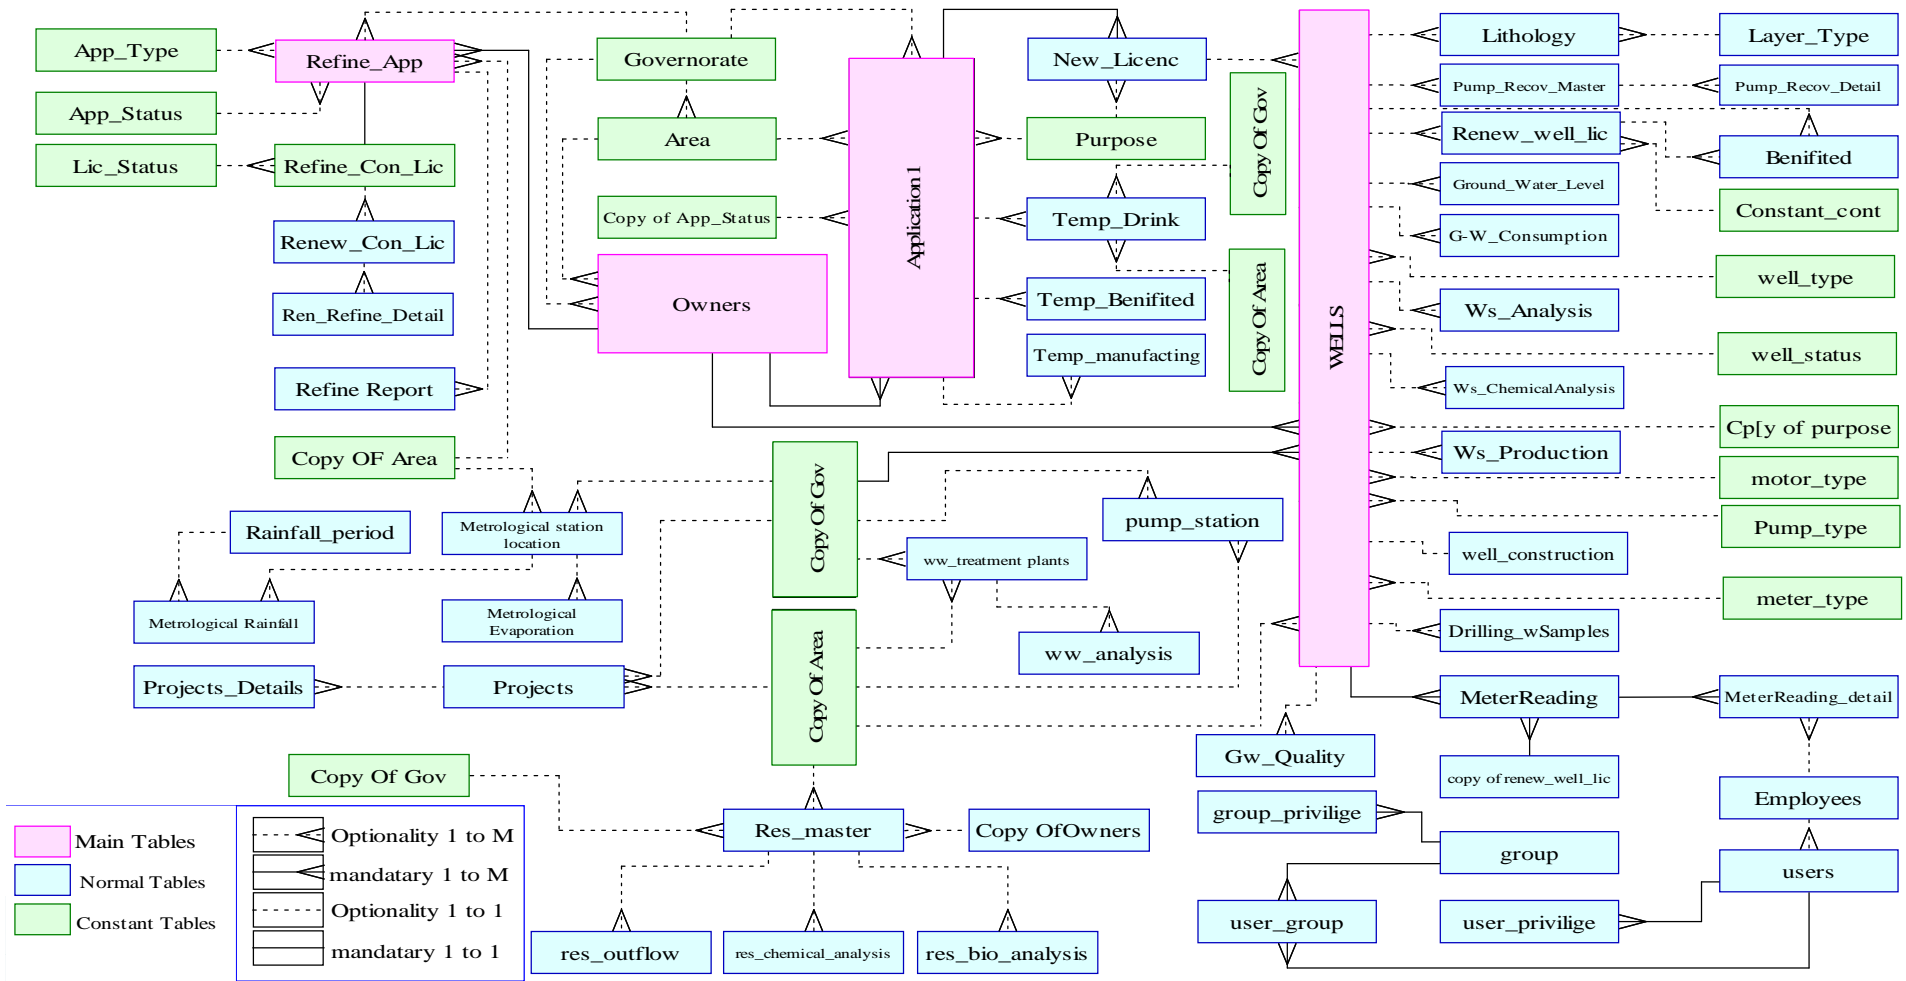 App_Type
Refine_App
Governorate
New_Licenc
Lithology
Layer_Type
Pump_Recov_Master
Pump_Recov_Detail
App_Status
Area
Purpose
Copy Of Gov
Renew_well_lic
Benifited
Lic_Status
Refine_Con_Lic
Application1
Ground_Water_Level
Constant_cont
Copy of App_Status
Temp_Drink
G-W_Consumption
Renew_Con_Lic
Owners
Temp_Benifited
Copy Of Area
WELLS
well_type
Ws_Analysis
Ren_Refine_Detail
Temp_manufacting
well_status
Refine Report
Ws_ChemicalAnalysis
Cp[y of purpose
Copy OF Area
Ws_Production
motor_type
Copy Of Gov
pump_station
Pump_type
Rainfall_period
Metrological station
location
ww_treatment plants
well_construction
meter_type
Metrological Rainfall
Metrological
Evaporation
ww_analysis
Drilling_wSamples
Projects_Details
Projects
Copy Of Area
MeterReading
MeterReading_detail
Gw_Quality
Copy Of Gov
copy of renew_well_lic
Employees
group_privilige
Res_master
Copy OfOwners
group
users
user_group
user_privilige
res_outflow
res_chemical_analysis
res_bio_analysis
Main Tables
Normal Tables
Constant Tables
Optionality 1 to M
mandatary 1 to M
Optionality 1 to 1
mandatary 1 to 1